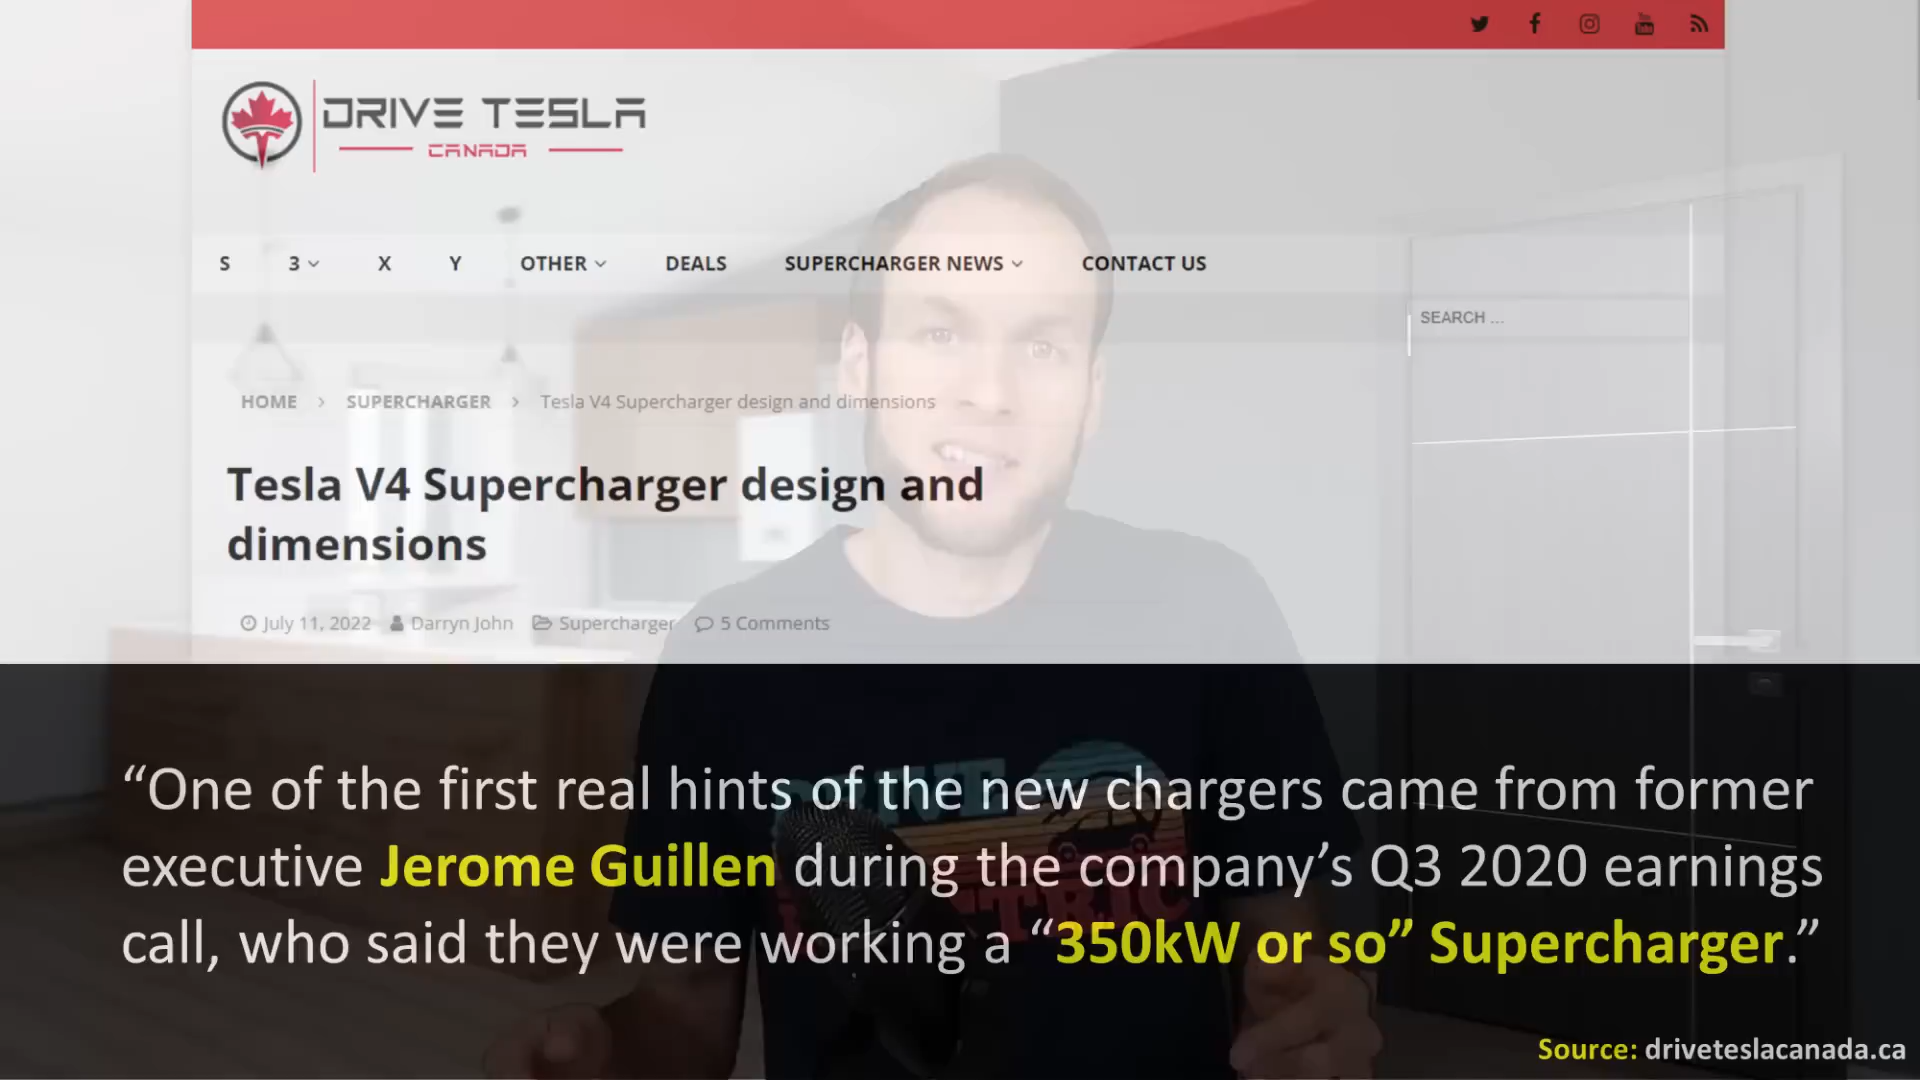 DRIVE TESLA
CANADA
S 3 X Y OTHER DEALS SUPERCHARGER NEWS CONTACT US
SEARCH ...
HOME > SUPERCHARGER > Tesla V4 Supercharger design and dimensions
Tesla V4 Supercharger design and
dimensions
July 11, 2022 Darryn John Supercharger 5 Comments
“One of the first real hints of the new chargers came from former
executive Jerome Guillen during the company’s Q3 2020 earnings
call, who said they were working a “350kW or so” Supercharger.”
Source: driveteslacanada.ca